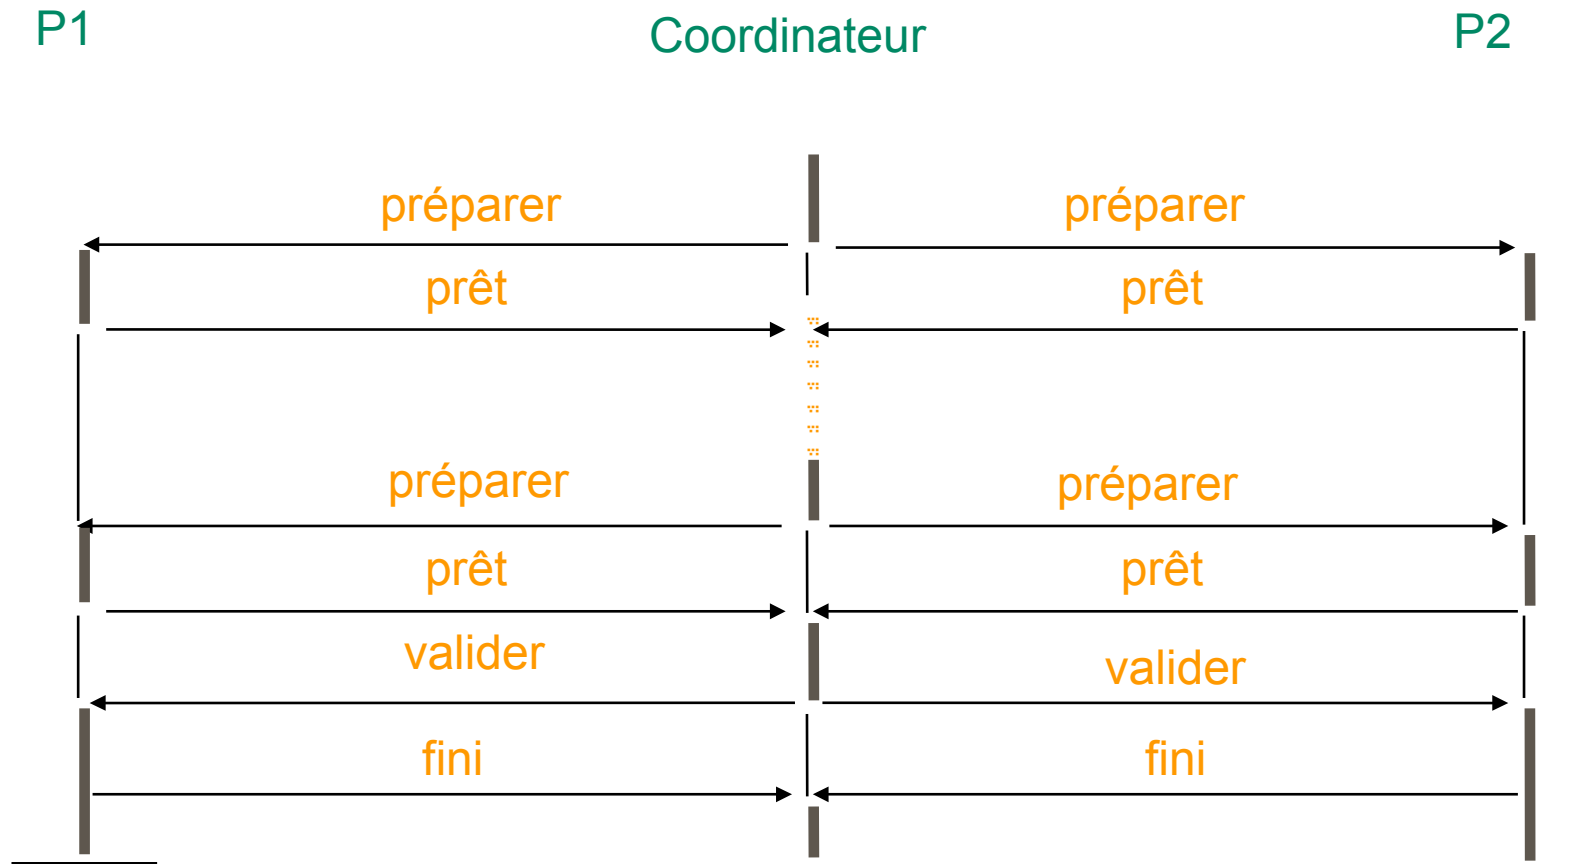 P1 Coordinateur P2
préparer préparer
prêt prêt
préparer préparer
prêt prêt
valider valider
fini fini